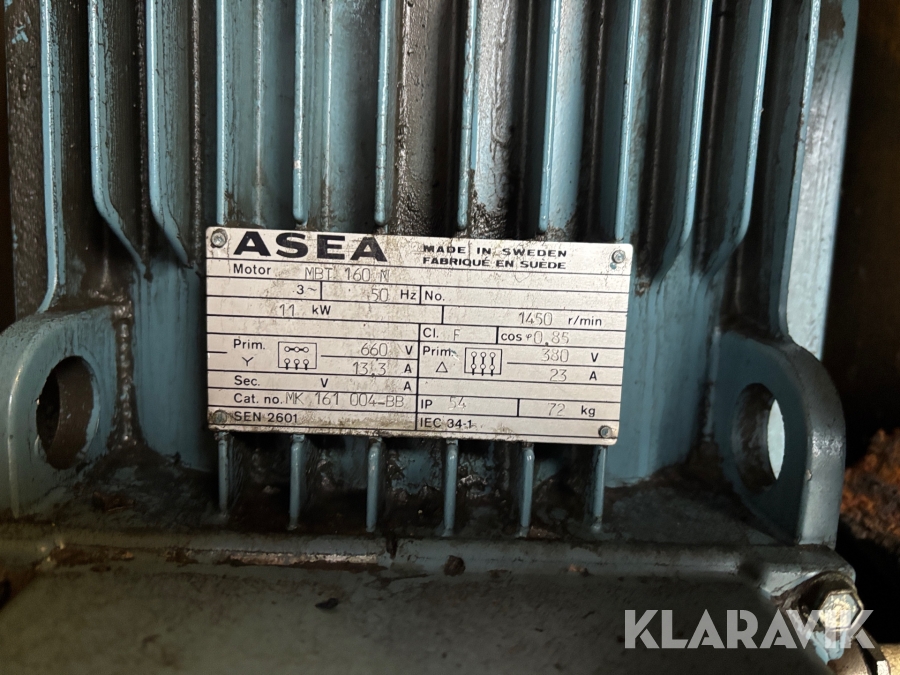 ASEA MADE IN SWEDEN
FABRIQUÉ EN SUÈDE
Motor MBT 160 M
3~ 50 Hz No.
11 kW 1450 r/min
Cl. F cos φ 0,85
Prim. Y 660 V Prim. △ 380 V
13,3 A 23 A
Sec. V A
Cat. no. MK 161 004-BB IP 54 72 kg
SEN 2601 IEC 34-1
KLARAVIK